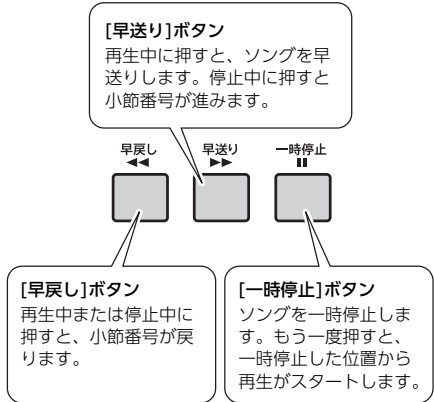 [早送り]ボタン
再生中に押すと、ソングを早
送りします。停止中に押すと
小節番号が進みます。
早戻し 早送り 一時停止
[早戻し]ボタン
再生中または停止中に
押すと、小節番号が戻
ります。
[一時停止]ボタン
ソングを一時停止しま
す。もう一度押すと、
一時停止した位置から
再生がスタートします。